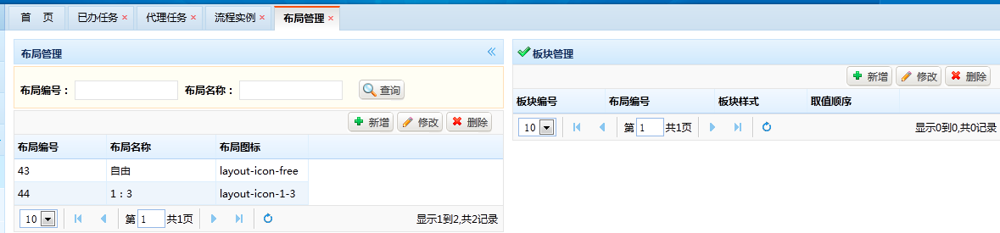 首 页 已办任务 代理任务 流程实例 布局管理
布局管理
布局编号： 布局名称： 查询
新增 修改 删除
布局编号 布局名称 布局图标
43 自由 layout-icon-free
44 1：3 layout-icon-1-3
10 第 1 共1页 显示1到2,共2记录
板块管理
新增 修改 删除
板块编号 布局编号 板块样式 取值顺序
10 第 1 共1页 显示0到0,共0记录